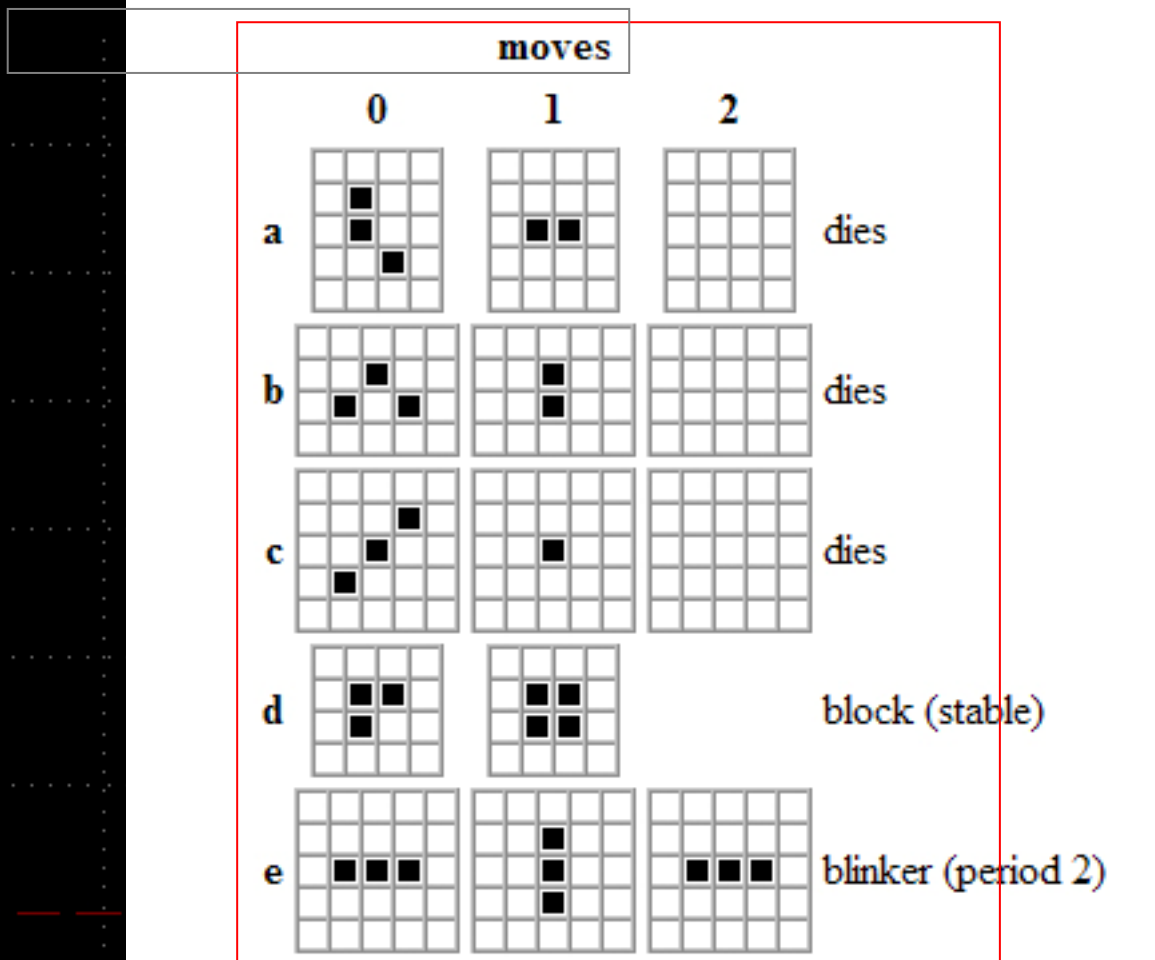 moves
0 1 2
a dies
b dies
c dies
d block (stable)
e blinker (period 2)